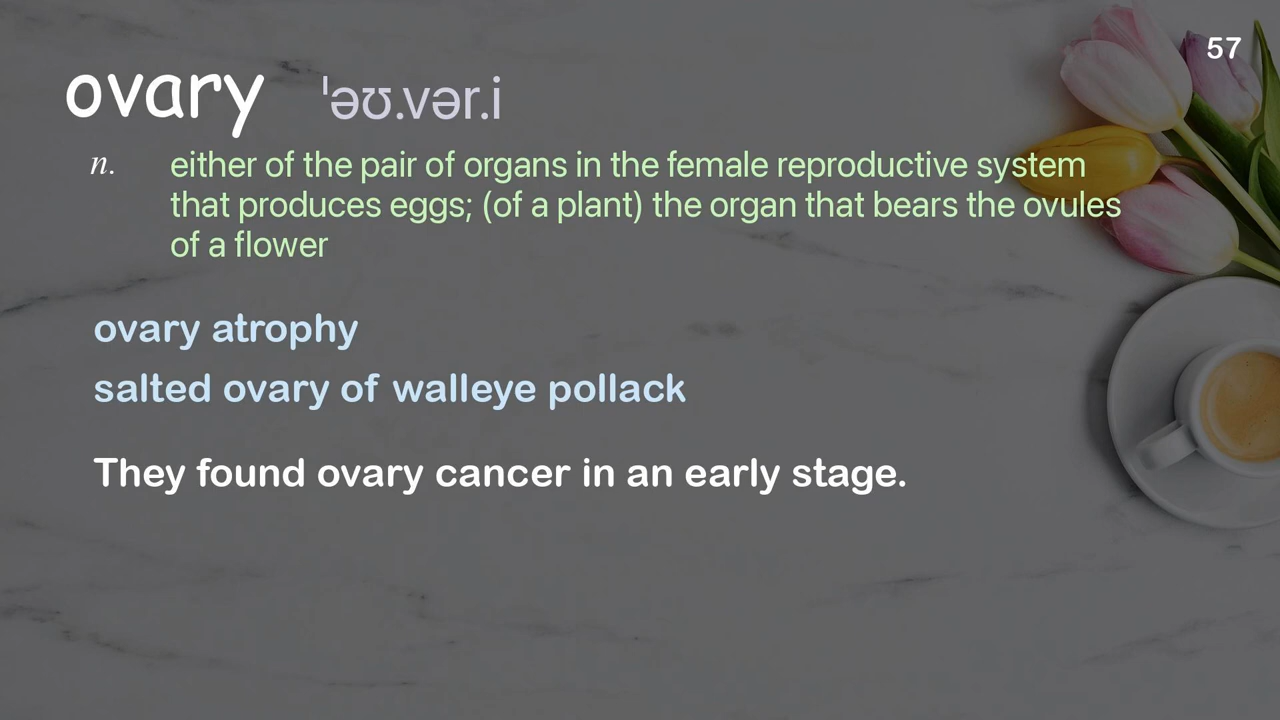 57
ovary ˈəʊ.vər.i
n. either of the pair of organs in the female reproductive system
that produces eggs; (of a plant) the organ that bears the ovules
of a flower
ovary atrophy
salted ovary of walleye pollack
They found ovary cancer in an early stage.